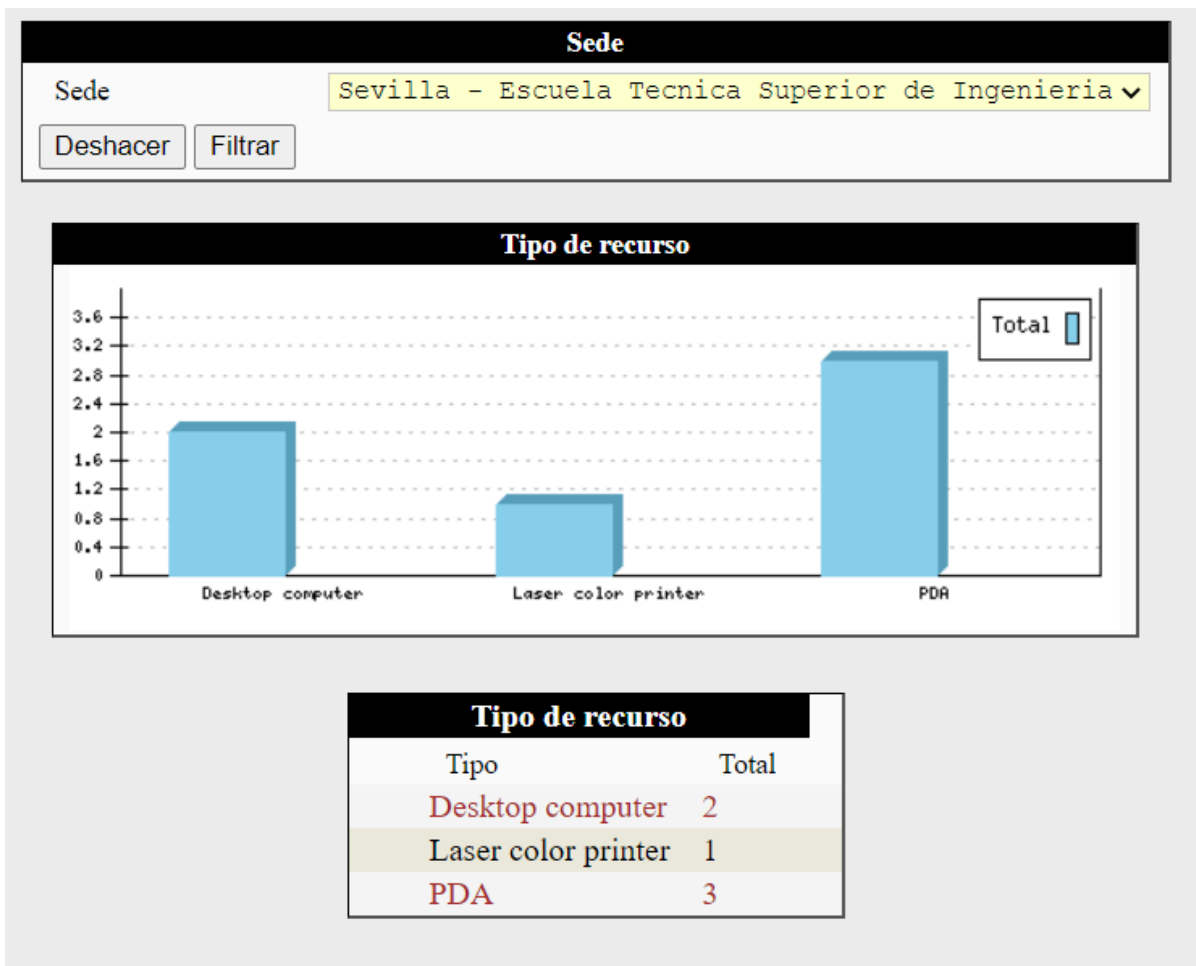 Sede
Sede Sevilla - Escuela Tecnica Superior de Ingenieria
Deshacer Filtrar
Tipo de recurso
Total
3.6
3.2
2.8
2.4
2
1.6
1.2
0.8
0.4
0
Desktop computer Laser color printer PDA
Tipo de recurso
Tipo Total
Desktop computer 2
Laser color printer 1
PDA 3